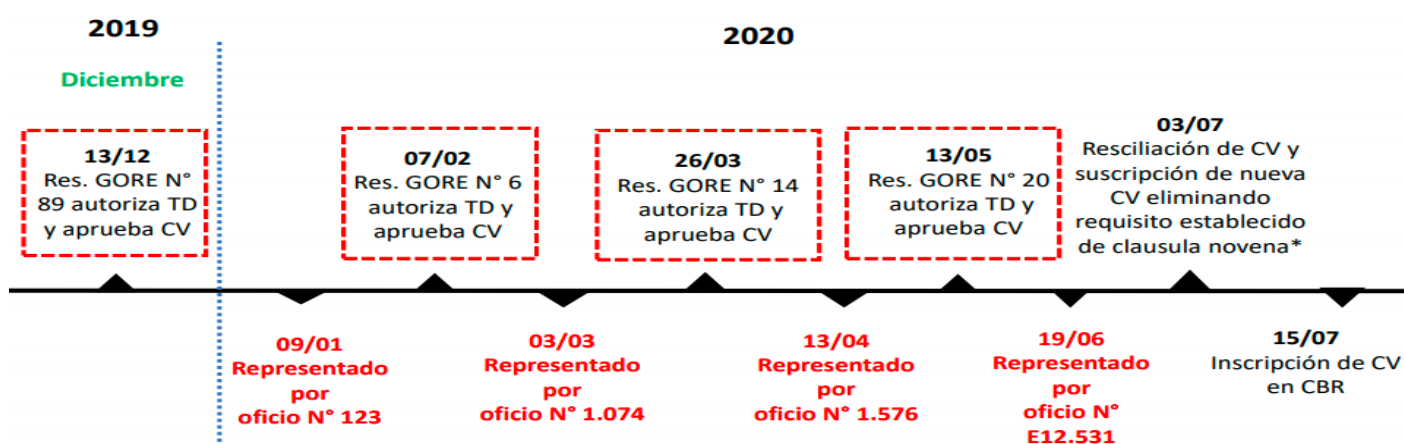 2019
2020
Diciembre
13/12
Res. GORE N°
89 autoriza TD
y aprueba CV
07/02
Res. GORE N° 6
autoriza TD y
aprueba CV
26/03
Res. GORE N° 14
autoriza TD y
aprueba CV
13/05
Res. GORE N° 20
autoriza TD y
aprueba CV
03/07
Resciliación de CV y
suscripción de nueva
CV eliminando
requisito establecido
de clausula novena*
09/01
Representado
por
oficio N° 123
03/03
Representado
por
oficio N° 1.074
13/04
Representado
por
oficio N° 1.576
19/06
Representado
por
oficio N°
E12.531
15/07
Inscripción de CV
en CBR